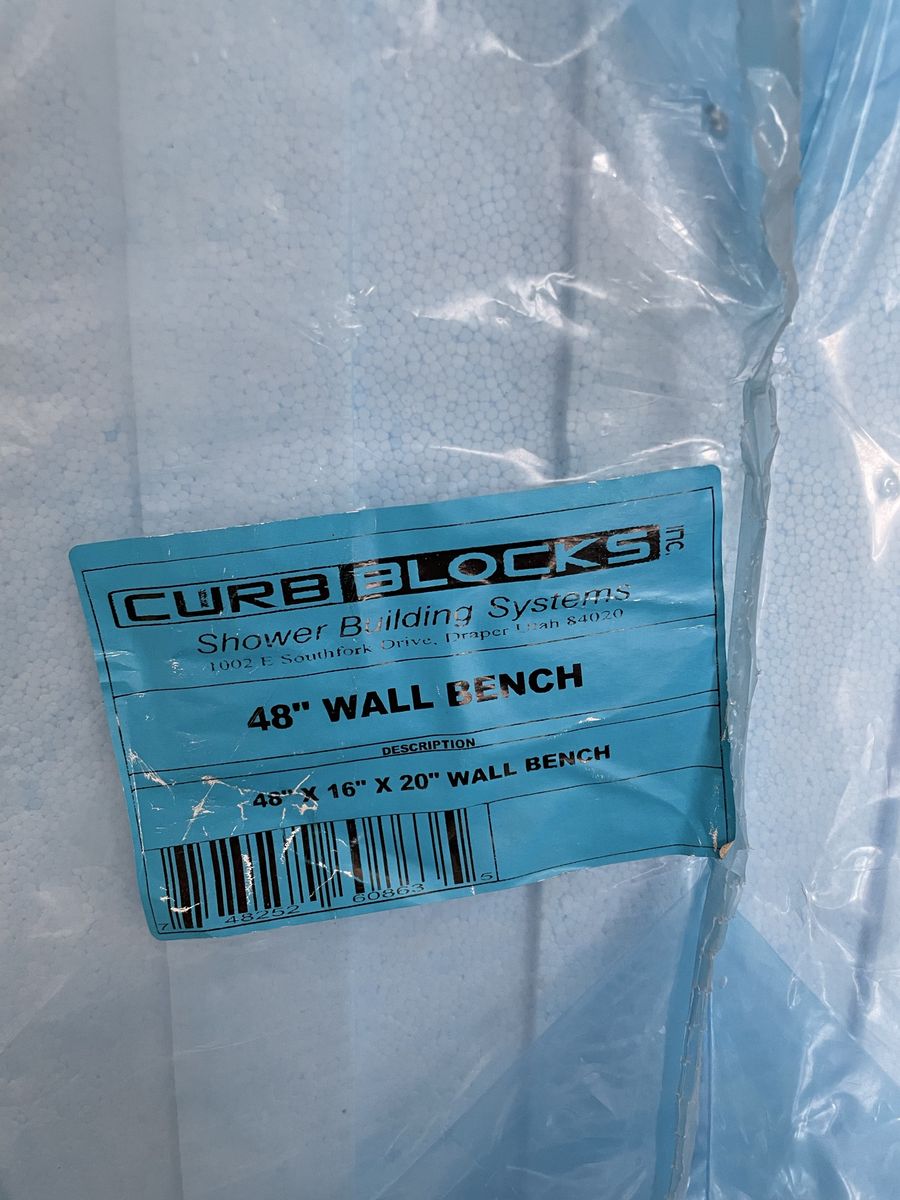 CURB BLOCKS INC.
Shower Building Systems
1002 E Southfork Drive, Draper Utah 84020
48" WALL BENCH
DESCRIPTION
48" X 16" X 20" WALL BENCH
7 48252 60863 5